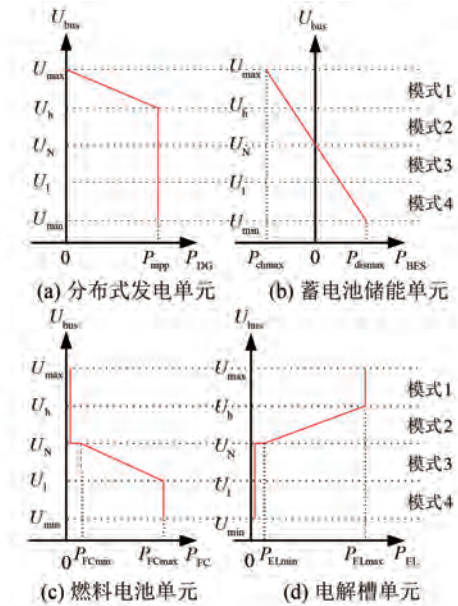 U_bus U_bus
U_max U_max 模式1
U_h U_h 模式2
U_N U_N 模式3
U_l U_l 模式4
U_min U_min
0 P_mpp P_DG P_chmax 0 P_dismax P_BES
(a) 分布式发电单元 (b) 蓄电池储能单元
U_bus U_bus
U_max U_max 模式1
U_h U_h 模式2
U_N U_N 模式3
U_l U_l 模式4
U_min U_min
0 P_FCmin P_FCmax P_FC 0 P_ELmin P_ELmax P_EL
(c) 燃料电池单元 (d) 电解槽单元